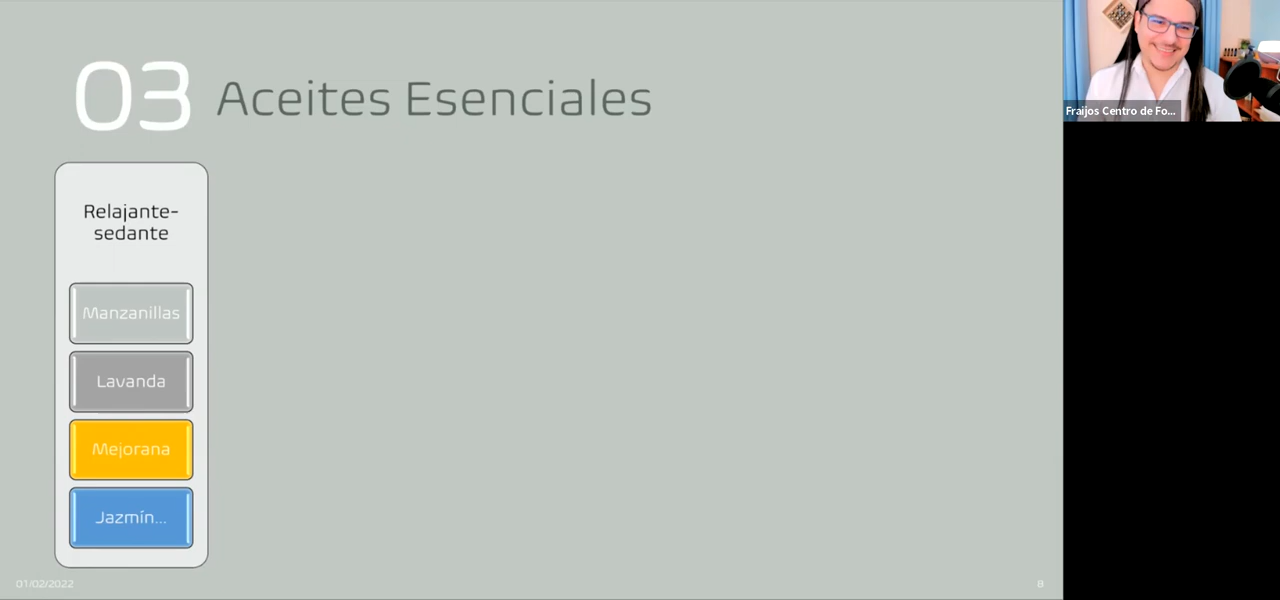 03 Aceites Esenciales
Relajante-
sedante
Manzanillas
Lavanda
Mejorana
Jazmín...
01/02/2022
8
Fraijos Centro de Fo...